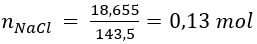 n_NaCl = 18,655/143,5 = 0,13 mol